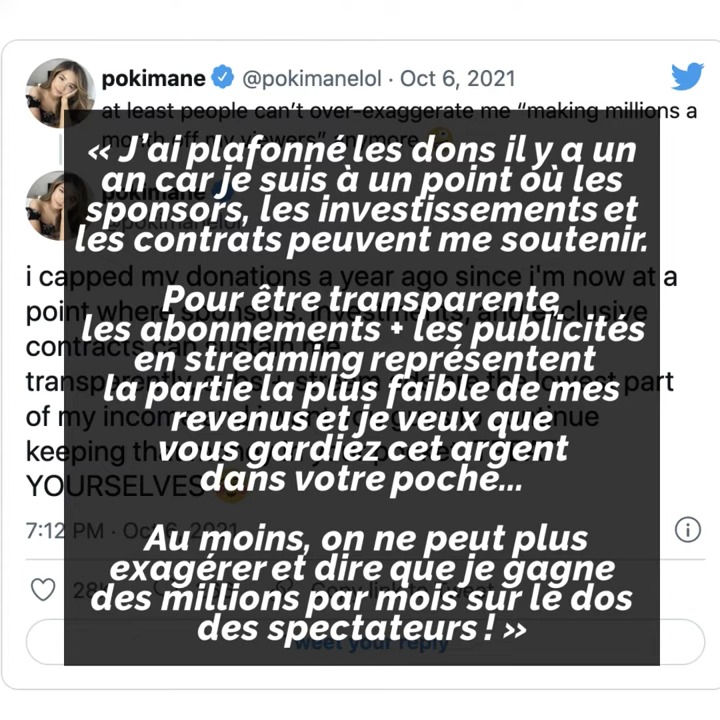 pokimane @pokimanelol · Oct 6, 2021
at least people can't over-exaggerate me "making millions a
« J'ai plafonné les dons il y a un
an car je suis à un point où les
sponsors, les investissements et
les contrats peuvent me soutenir.
i capped my donations a year ago since i'm now at a
Pour être transparente
les abonnements + les publicités
en streaming représentent
la partie la plus faible de mes
revenus et je veux que
vous gardiez cet argent
dans votre poche...
YOURSELVES
7:12 PM · Oct 6, 2021
Au moins, on ne peut plus
exagérer et dire que je gagne
des millions par mois sur le dos
des spectateurs ! »